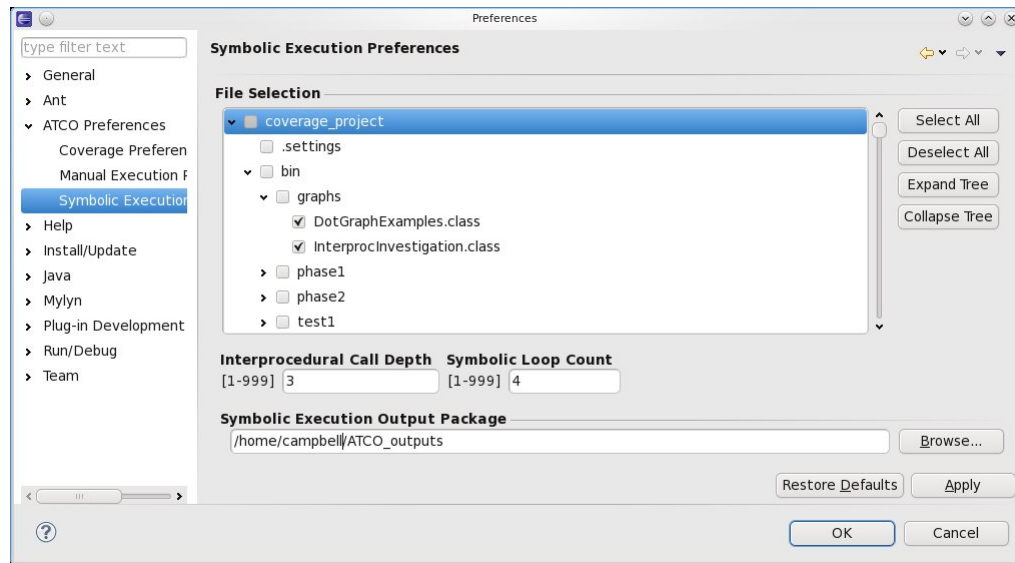 Preferences
type filter text
General
Ant
ATCO Preferences
Coverage Preferen
Manual Execution P
Symbolic Execution
Help
Install/Update
Java
Mylyn
Plug-in Development
Run/Debug
Team
Symbolic Execution Preferences
File Selection
coverage_project
.settings
bin
graphs
DotGraphExamples.class
InterprocInvestigation.class
phase1
phase2
test1
Select All
Deselect All
Expand Tree
Collapse Tree
Interprocedural Call Depth Symbolic Loop Count
[1-999] 3 [1-999] 4
Symbolic Execution Output Package
/home/campbell/ATCO_outputs
Browse...
Restore Defaults Apply
OK Cancel